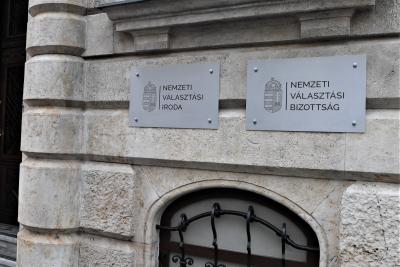 NEMZETI
VÁLASZTÁSI
IRODA
NEMZETI
VÁLASZTÁSI
BIZOTTSÁG